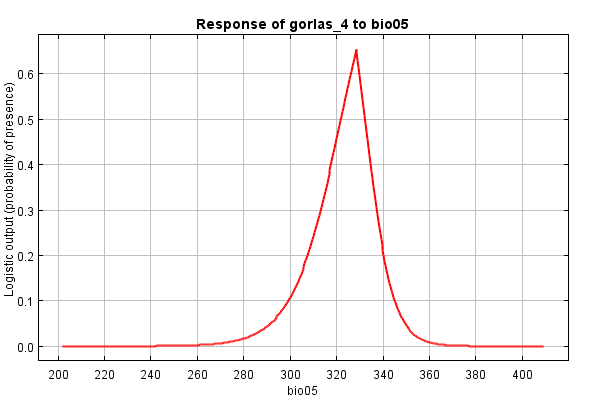 Response of gorlas_4 to bio05
Logistic output (probability of presence)
0.6
0.5
0.4
0.3
0.2
0.1
0.0
200 220 240 260 280 300 320 340 360 380 400
bio05